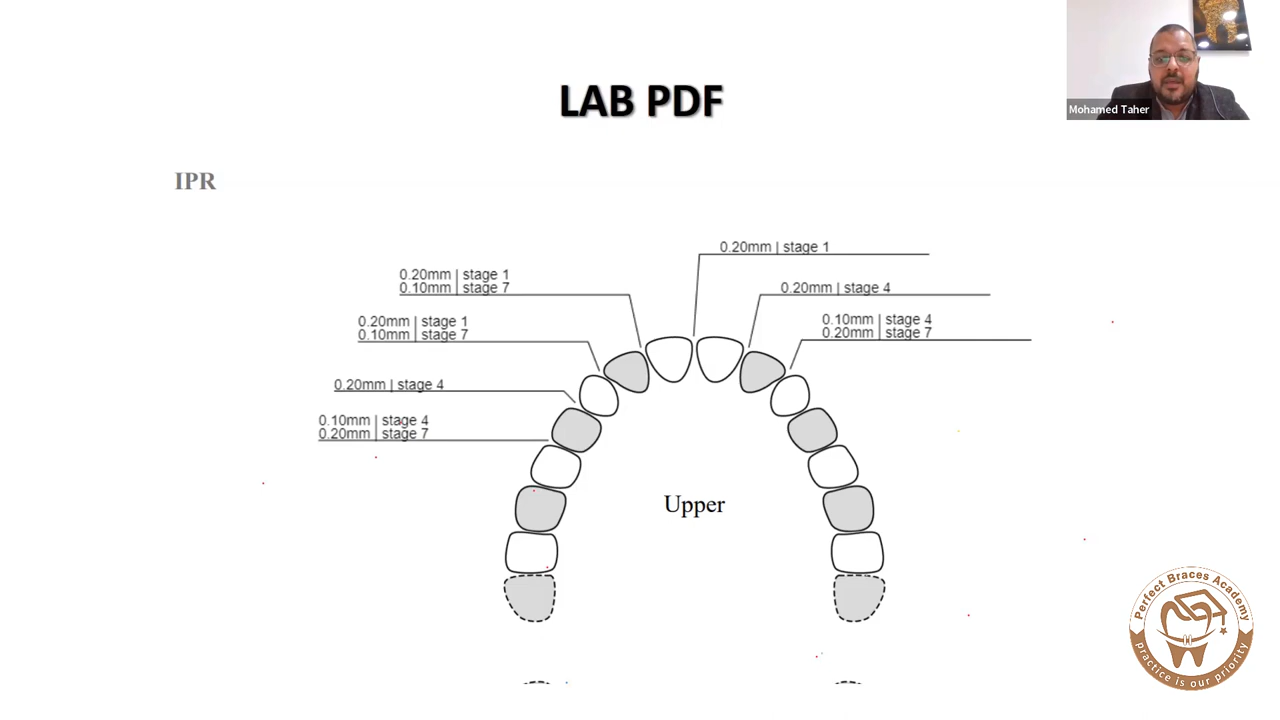 LAB PDF
Mohamed Taher
IPR
0.20mm | stage 1
0.20mm | stage 1
0.10mm | stage 7
0.20mm | stage 4
0.20mm | stage 1
0.10mm | stage 7
0.10mm | stage 4
0.20mm | stage 7
0.20mm | stage 4
0.10mm | stage 4
0.20mm | stage 7
Upper
Perfect Braces Academy
practice is our priority